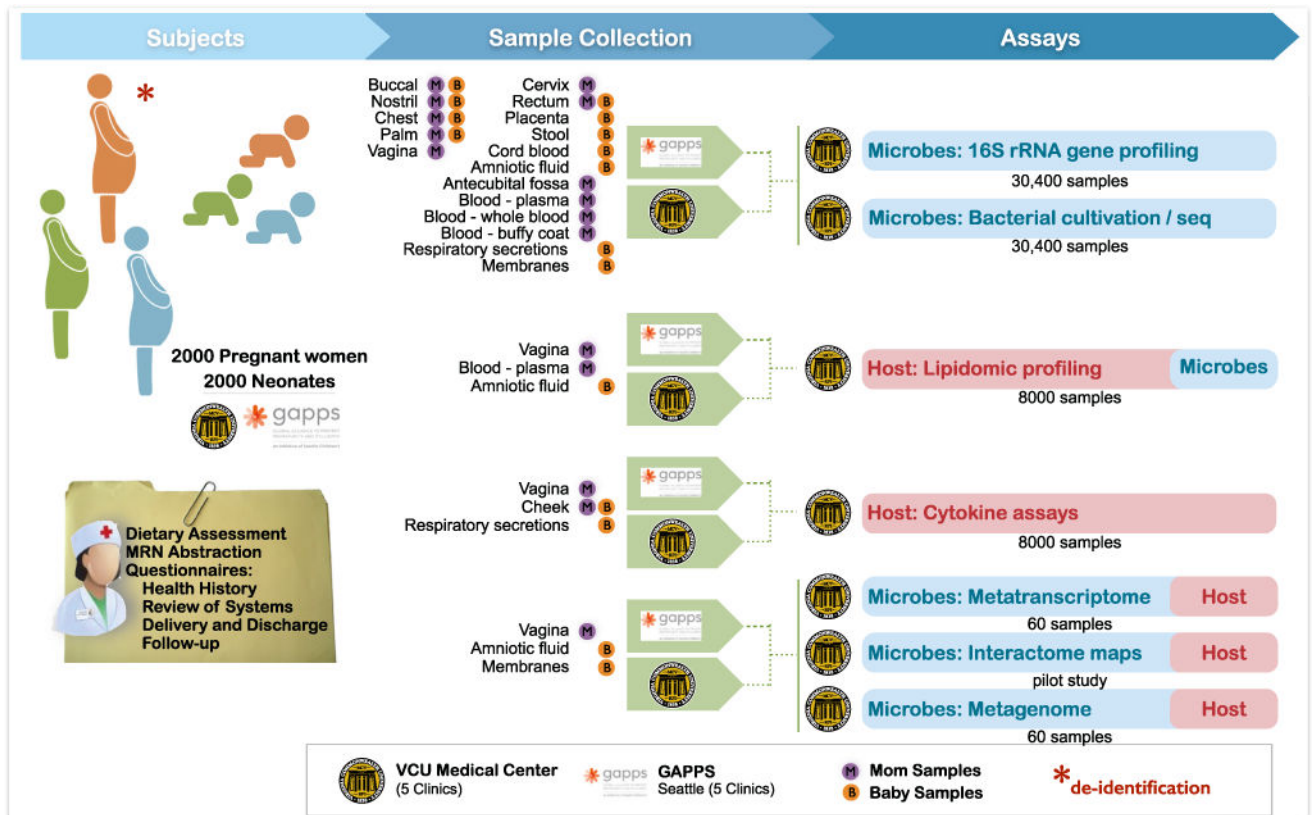 Subjects
Sample Collection
Assays
*
Buccal M B
Nostril M B
Chest M B
Palm M B
Vagina M
Cervix M
Rectum M B
Placenta B
Stool B
Cord blood B
Amniotic fluid B
Antecubital fossa M
Blood - plasma M
Blood - whole blood M
Blood - buffy coat M
Respiratory secretions B
Membranes B
gapps
Microbes: 16S rRNA gene profiling
30,400 samples
Microbes: Bacterial cultivation / seq
30,400 samples
2000 Pregnant women
2000 Neonates
gapps
Vagina M
Blood - plasma M
Amniotic fluid B
gapps
Host: Lipidomic profiling
Microbes
8000 samples
Dietary Assessment
MRN Abstraction
Questionnaires:
Health History
Review of Systems
Delivery and Discharge
Follow-up
Vagina M
Cheek M B
Respiratory secretions B
gapps
Host: Cytokine assays
8000 samples
Vagina M
Amniotic fluid B
Membranes B
gapps
Microbes: Metatranscriptome
Host
60 samples
Microbes: Interactome maps
Host
pilot study
Microbes: Metagenome
Host
60 samples
VCU Medical Center
(5 Clinics)
gapps
GAPPS
Seattle (5 Clinics)
M Mom Samples
B Baby Samples
*de-identification